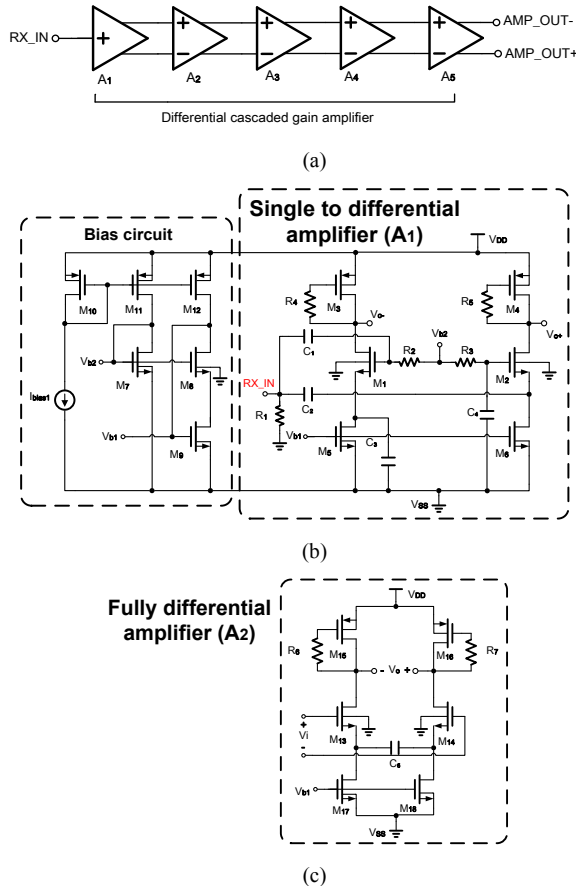 RX_IN
AMP_OUT-
AMP_OUT+
A1 A2 A3 A4 A5
Differential cascaded gain amplifier
(a)
Bias circuit
Single to differential amplifier (A1)
VDD
M10 M11 M12
R4 M3 R5 M4
Vo- Vo+
C1 R2 Vb2 R3
Vb2
M7 M8 M1 M2
RX_IN
Ibias1
R1 C2 C4
Vb1 M9
Vb1 M5 C3 M6
VSS
(b)
Fully differential
amplifier (A2)
VDD
R6 M15 M16 R7
- Vo +
M13 M14
+
Vi
-
C5
Vb1 M17 M18
VSS
(c)